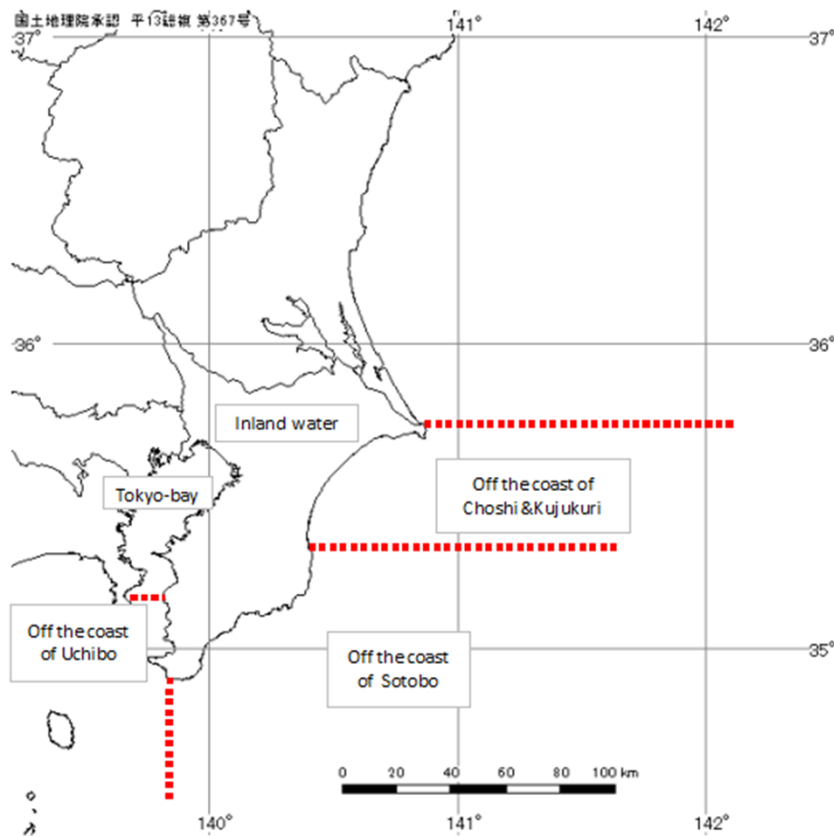 国土地理院承認 平13総複 第367号
141°
142°
37°
37°
36°
36°
Inland water
Off the coast of
Choshi&Kujukuri
Tokyo-bay
Off the coast
of Uchibo
Off the coast
of Sotobo
35°
0 20 40 60 80 100 km
140°
141°
142°